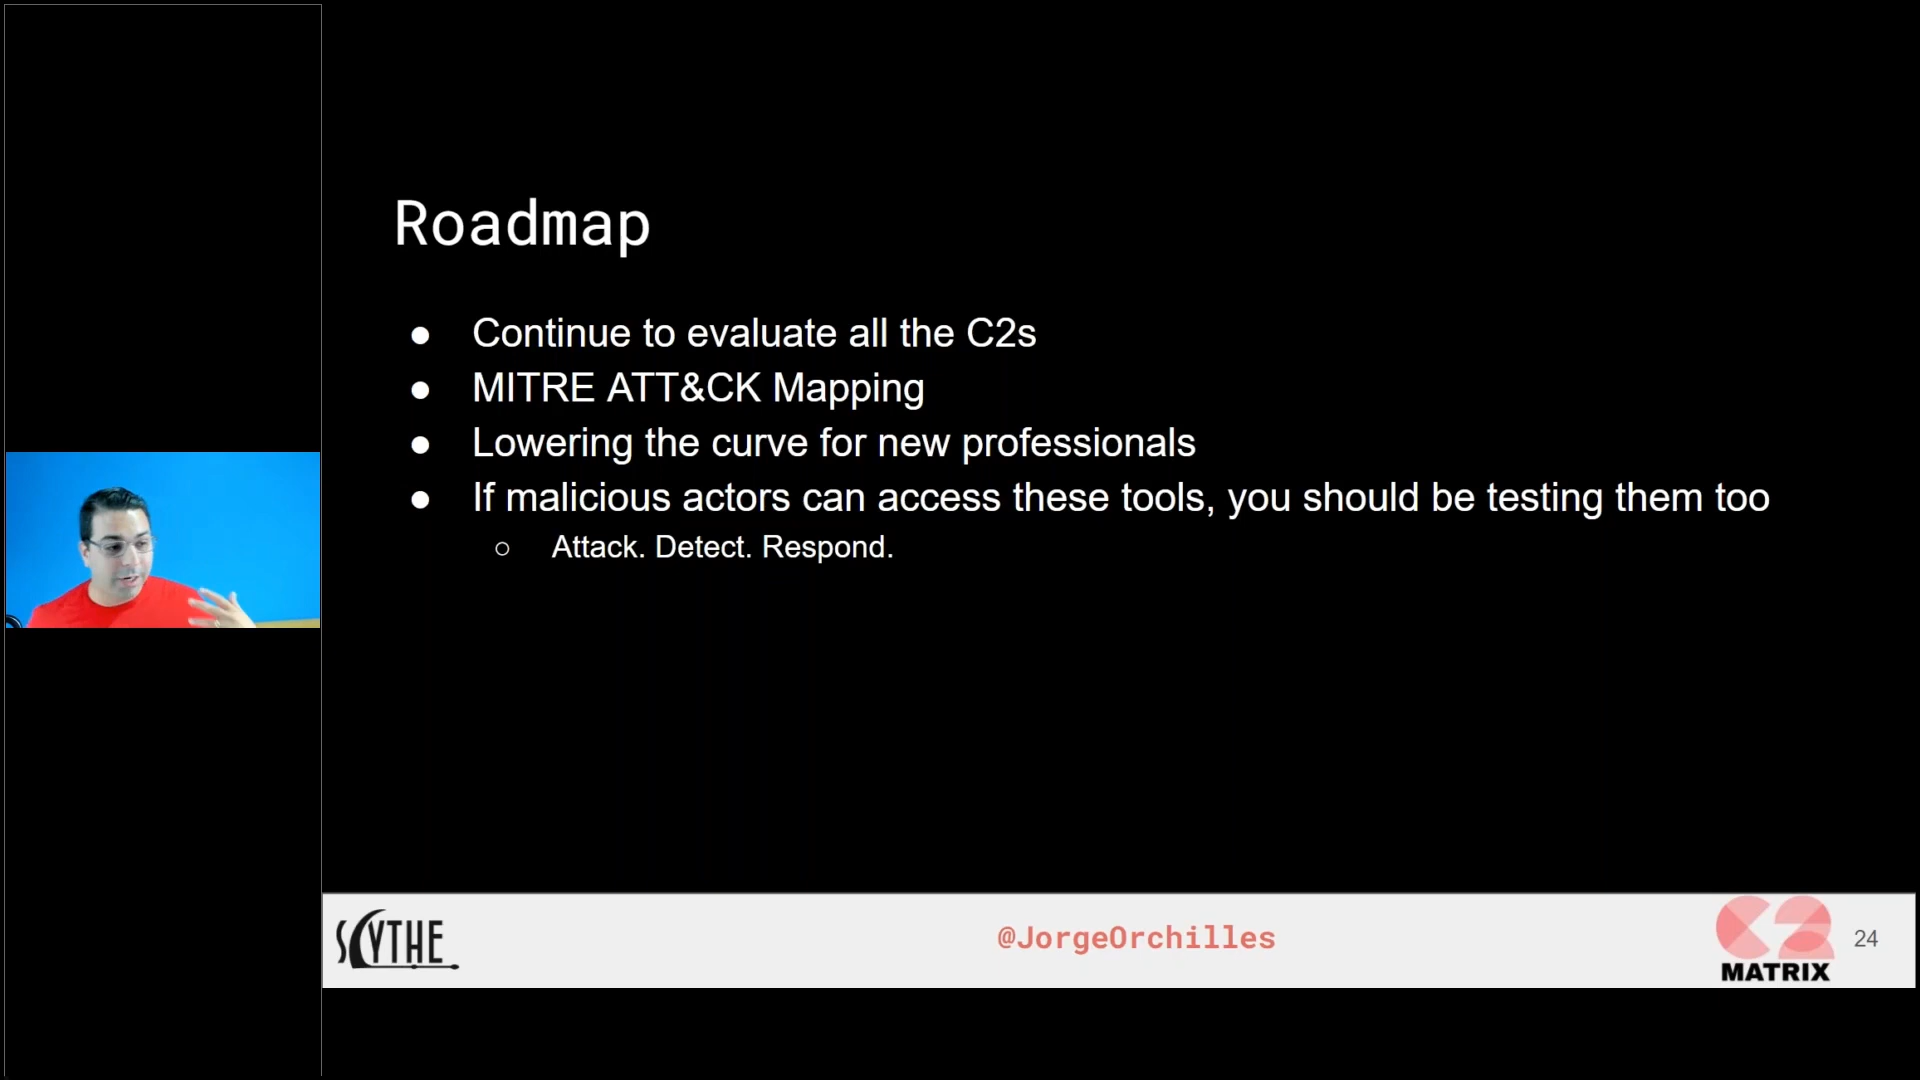 Roadmap
● Continue to evaluate all the C2s
● MITRE ATT&CK Mapping
● Lowering the curve for new professionals
● If malicious actors can access these tools, you should be testing them too
○ Attack. Detect. Respond.
SCYTHE
@JorgeOrchilles
C2
MATRIX
24